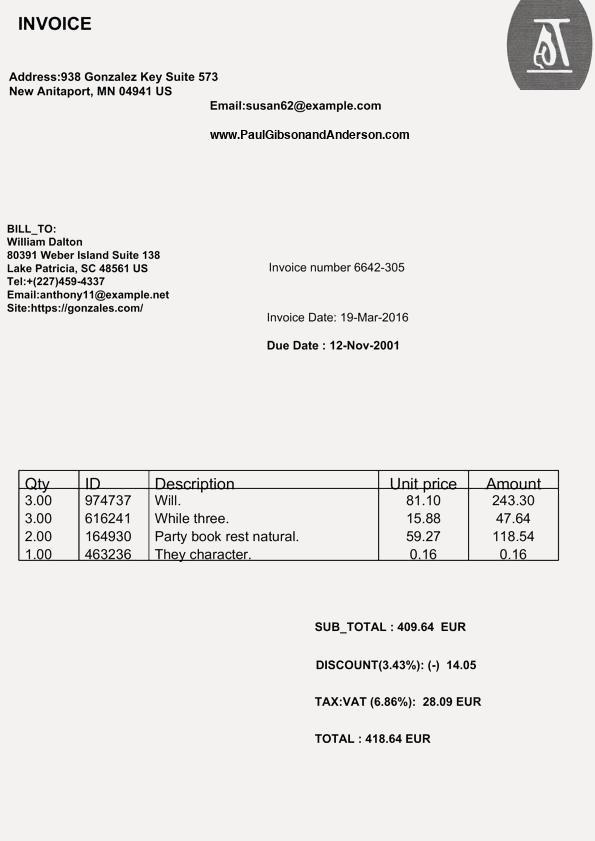 INVOICE
Address:938 Gonzalez Key Suite 573
New Anitaport, MN 04941 US
Email:susan62@example.com
www.PaulGibsonandAnderson.com
BILL_TO:
William Dalton
80391 Weber Island Suite 138
Lake Patricia, SC 48561 US
Tel:+(227)459-4337
Email:anthony11@example.net
Site:https://gonzales.com/
Invoice number 6642-305
Invoice Date: 19-Mar-2016
Due Date : 12-Nov-2001
Qty ID Description Unit price Amount
3.00 974737 Will. 81.10 243.30
3.00 616241 While three. 15.88 47.64
2.00 164930 Party book rest natural. 59.27 118.54
1.00 463236 They character. 0.16 0.16
SUB_TOTAL : 409.64 EUR
DISCOUNT(3.43%): (-) 14.05
TAX:VAT (6.86%): 28.09 EUR
TOTAL : 418.64 EUR